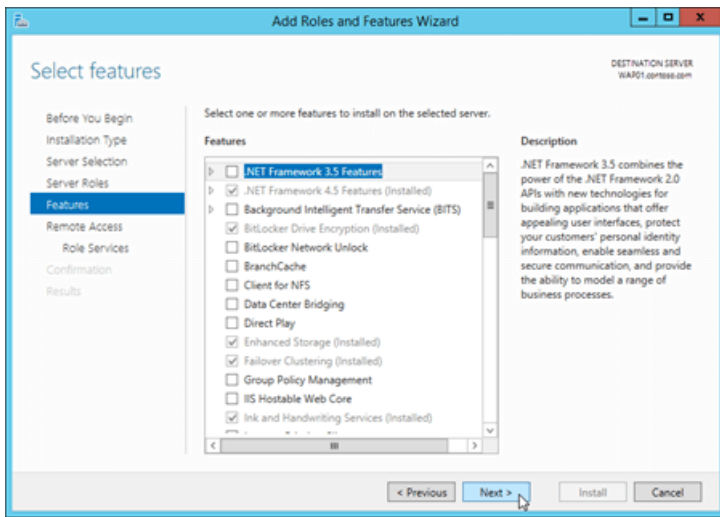 Add Roles and Features Wizard
Select features
DESTINATION SERVER
WAP01.contoso.com
Before You Begin
Installation Type
Server Selection
Server Roles
Features
Remote Access
Role Services
Confirmation
Results
Select one or more features to install on the selected server.
Features
.NET Framework 3.5 Features
.NET Framework 4.5 Features (Installed)
Background Intelligent Transfer Service (BITS)
BitLocker Drive Encryption (Installed)
BitLocker Network Unlock
BranchCache
Client for NFS
Data Center Bridging
Direct Play
Enhanced Storage (Installed)
Failover Clustering (Installed)
Group Policy Management
IIS Hostable Web Core
Ink and Handwriting Services (Installed)
Description
.NET Framework 3.5 combines the
power of the .NET Framework 2.0
APIs with new technologies for
building applications that offer
appealing user interfaces, protect
your customers' personal identity
information, enable seamless and
secure communication, and provide
the ability to model a range of
business processes.
< Previous
Next >
Install
Cancel